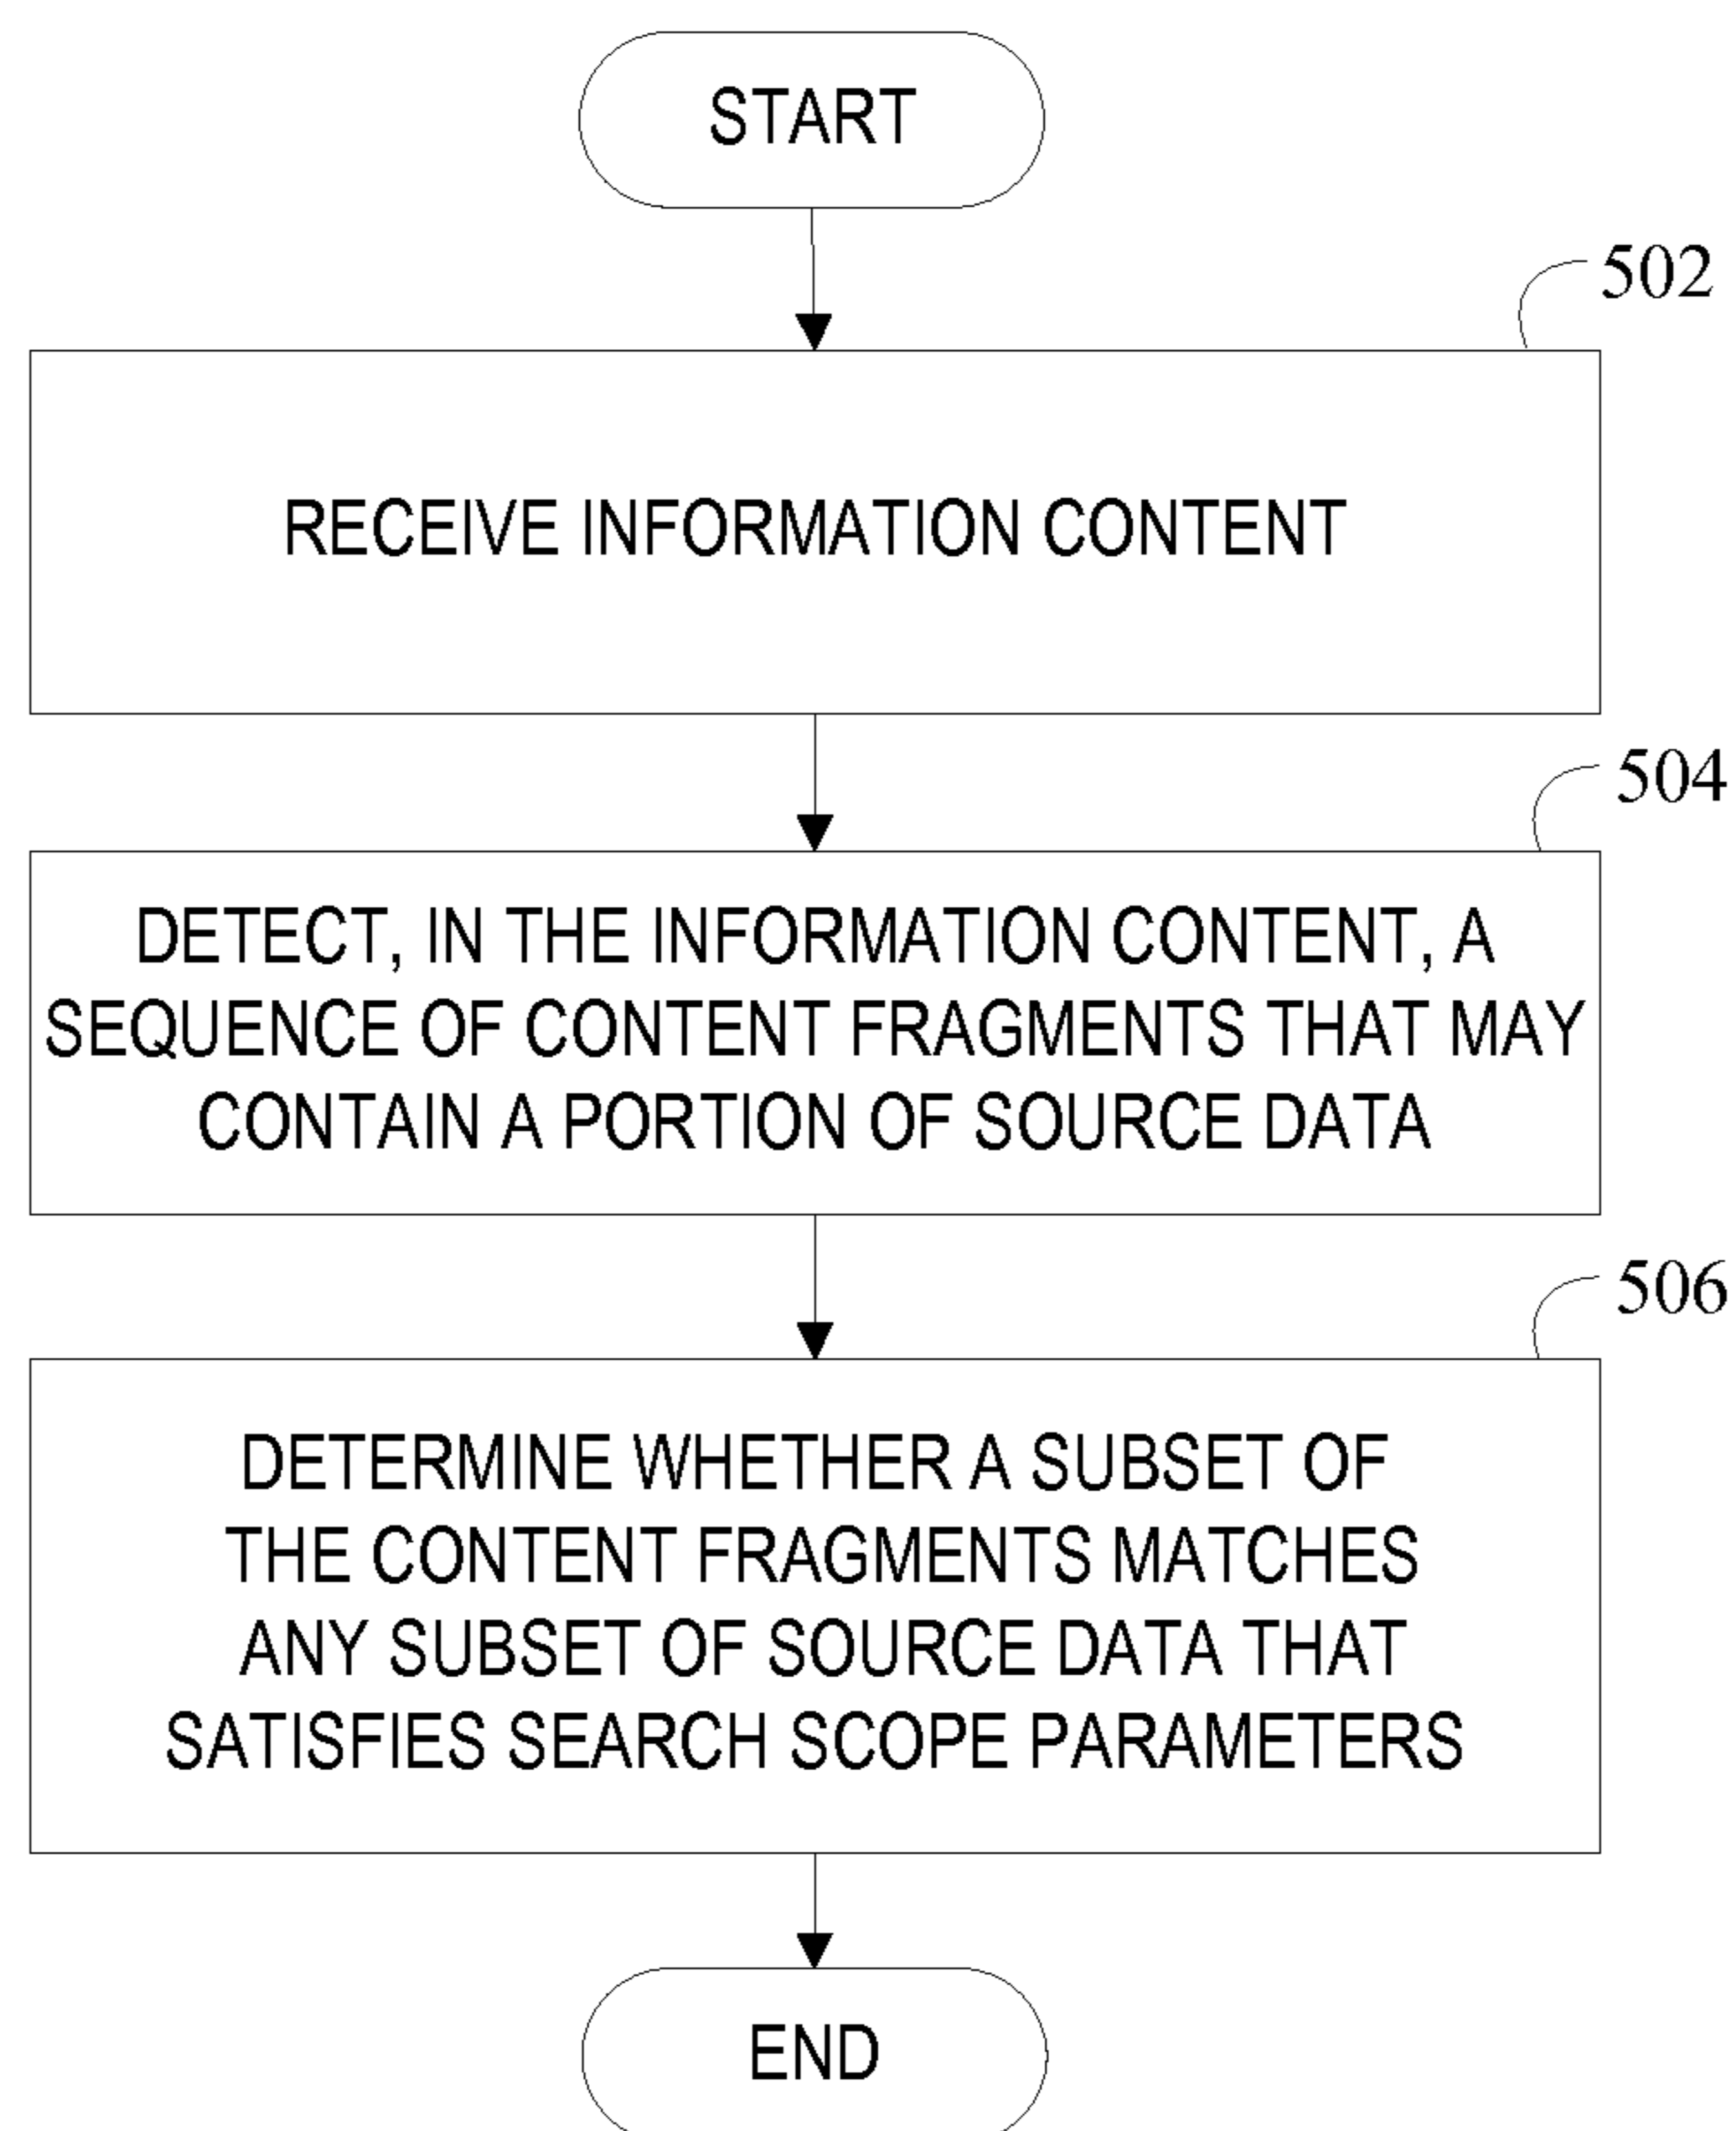 START
502
RECEIVE INFORMATION CONTENT
504
DETECT, IN THE INFORMATION CONTENT, A
SEQUENCE OF CONTENT FRAGMENTS THAT MAY
CONTAIN A PORTION OF SOURCE DATA
506
DETERMINE WHETHER A SUBSET OF
THE CONTENT FRAGMENTS MATCHES
ANY SUBSET OF SOURCE DATA THAT
SATISFIES SEARCH SCOPE PARAMETERS
END